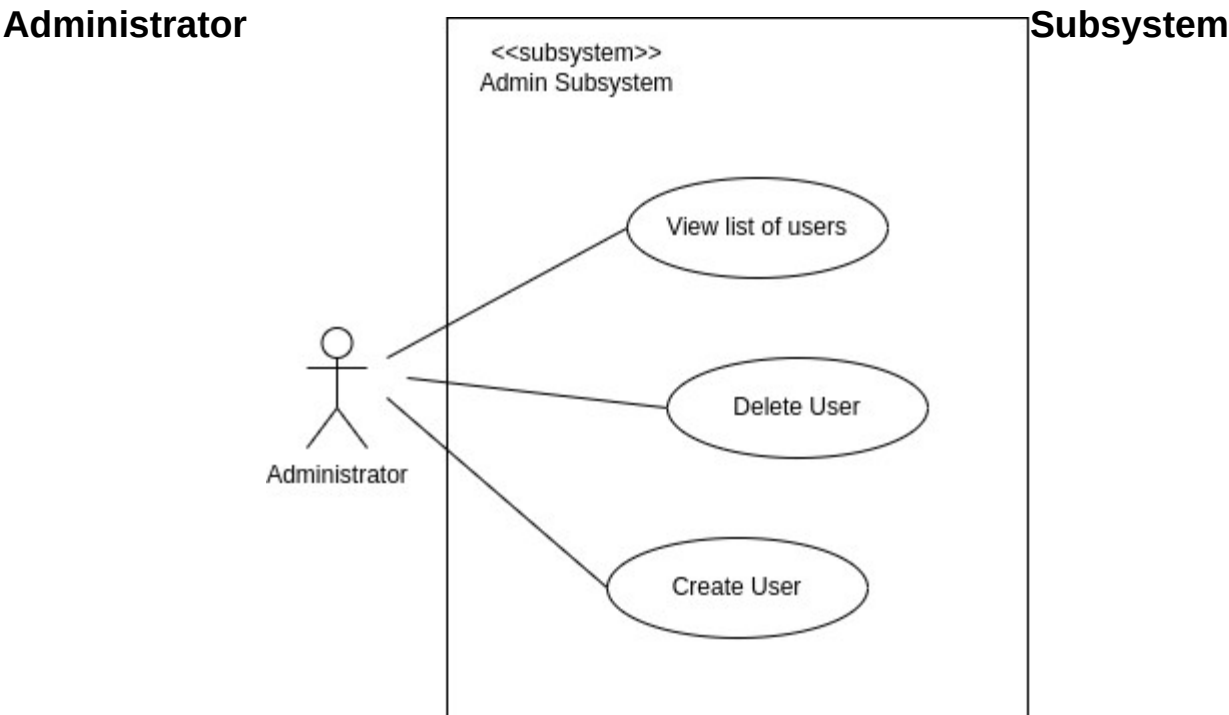 Administrator Subsystem
<<subsystem>>
Admin Subsystem
View list of users
Delete User
Administrator
Create User